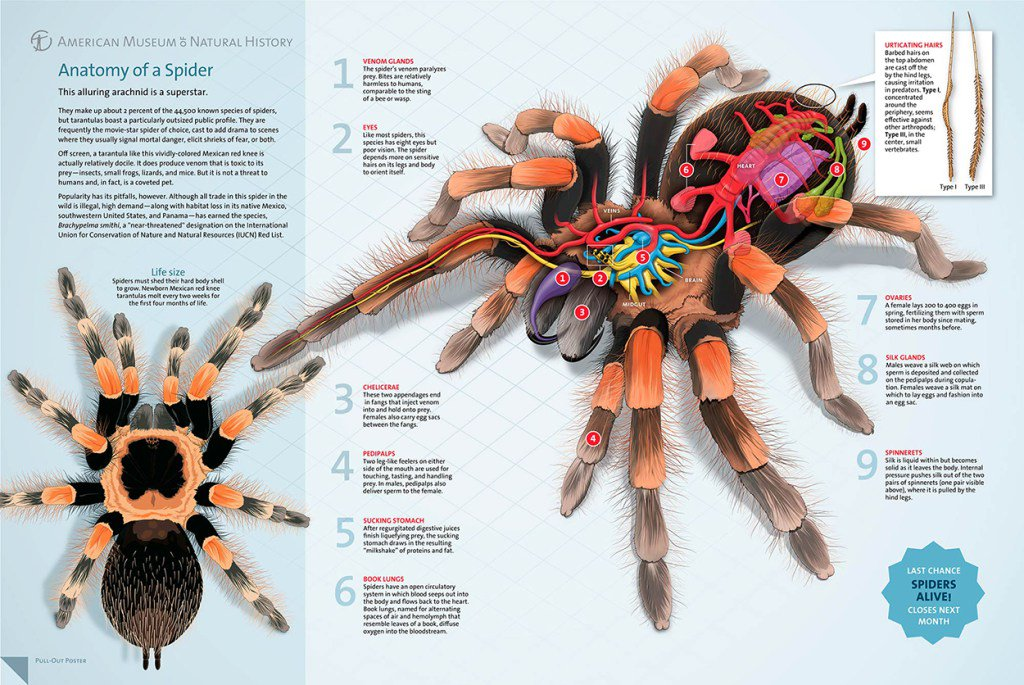 AMERICAN MUSEUM OF NATURAL HISTORY
Anatomy of a Spider
This alluring arachnid is a superstar.
They make up about 2 percent of the 44,500 known species of spiders,
but tarantulas boast a particularly outsized public profile. They are
frequently the movie-star spider of choice, cast to add drama to scenes
where they usually signal mortal danger, elicit shrieks of fear, or both.
Off screen, a tarantula like this vividly-colored Mexican red knee is
actually relatively docile. It does produce venom that is toxic to its
prey—insects, small frogs, lizards, and mice. But it is not a threat to
humans and, in fact, is a coveted pet.
Popularity has its pitfalls, however. Although all trade in this spider in the
wild is illegal, high demand—along with habitat loss in its native Mexico,
southwestern United States, and Panama—has earned the species,
Brachypelma smithi, a "near-threatened" designation on the International
Union for Conservation of Nature and Natural Resources (IUCN) Red List.
Life size
Spiders must shed their hard body shell
to grow. Newborn Mexican red knee
tarantulas molt every two weeks for
the first four months of life.
PULL-OUT POSTER
1
VENOM GLANDS
The spider's venom paralyzes
prey. Bites are relatively
harmless to humans,
comparable to the sting
of a bee or wasp.
2
EYES
Like most spiders, this
species has eight eyes but
poor vision. The spider
depends more on sensitive
hairs on its legs and body
to orient itself.
3
CHELICERAE
These two appendages end
in fangs that inject venom
into and hold onto prey.
Females also carry egg sacs
between the fangs.
4
PEDIPALPS
Two leg-like feelers on either
side of the mouth are used for
touching, tasting, and handling
prey. In males, pedipalps also
deliver sperm to the female.
5
SUCKING STOMACH
After regurgitated digestive juices
finish liquefying prey, the sucking
stomach draws in the resulting
"milkshake" of proteins and fat.
6
BOOK LUNGS
Spiders have an open circulatory
system in which blood seeps out into
the body and flows back to the heart.
Book lungs, named for alternating
spaces of air and hemolymph that
resemble leaves of a book, diffuse
oxygen into the bloodstream.
VEINS
HEART
BRAIN
MIDGUT
1
2
3
4
5
6
7
8
9
URTICATING HAIRS
Barbed hairs on
the top abdomen
are cast off the
by the hind legs,
causing irritation
in predators. Type I,
concentrated
around the
periphery, seems
effective against
other arthropods;
Type III, in the
center, small
vertebrates.
Type I Type III
7
OVARIES
A female lays 200 to 400 eggs in
spring, fertilizing them with sperm
stored in her body since mating,
sometimes months before.
8
SILK GLANDS
Males weave a silk web on which
sperm is deposited and collected
on the pedipalps during copula-
tion. Females weave a silk mat on
which to lay eggs and fashion into
an egg sac.
9
SPINNERETS
Silk is liquid within but becomes
solid as it leaves the body. Internal
pressure pushes silk out of the two
pairs of spinnerets (one pair visible
above), where it is pulled by the
hind legs.
LAST CHANCE
SPIDERS
ALIVE!
CLOSES NEXT
MONTH